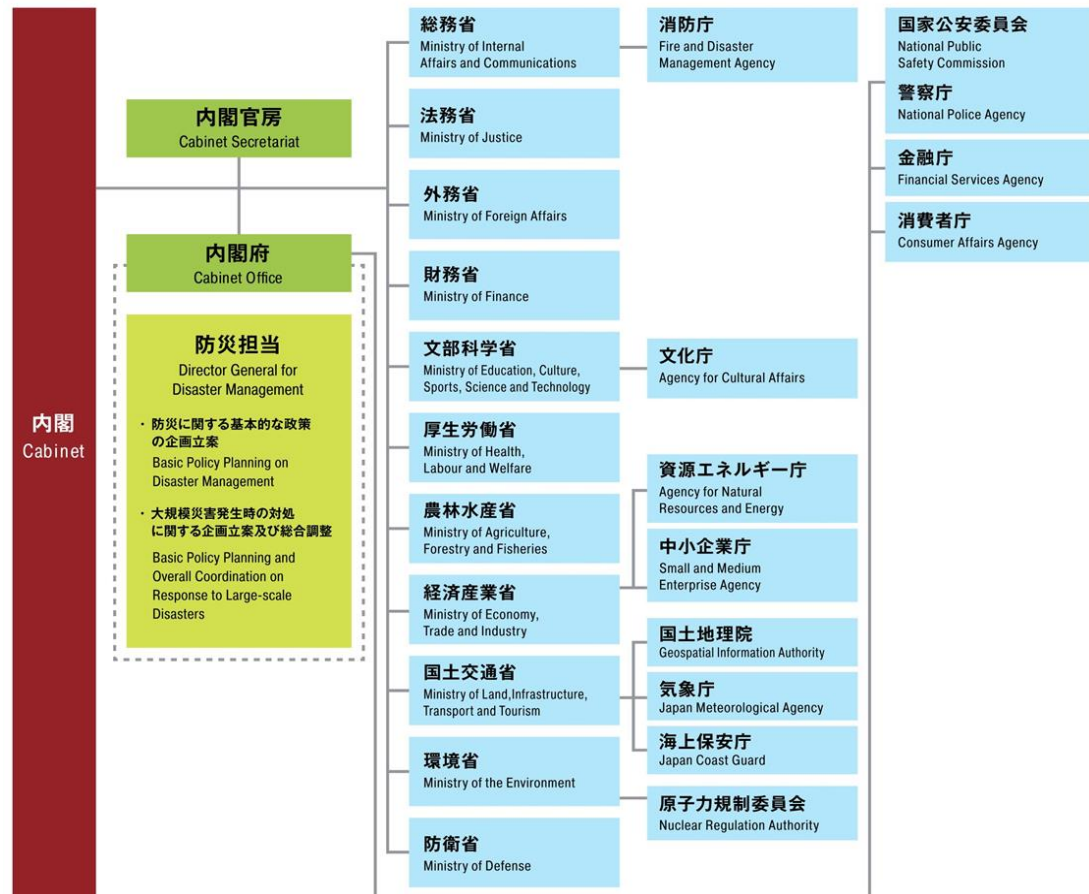 内閣
Cabinet
内閣官房
Cabinet Secretariat
内閣府
Cabinet Office
防災担当
Director General for
Disaster Management
・ 防災に関する基本的な政策
の企画立案
Basic Policy Planning on
Disaster Management
・ 大規模災害発生時の対処
に関する企画立案及び総合調整
Basic Policy Planning and
Overall Coordination on
Response to Large-scale
Disasters
総務省
Ministry of Internal
Affairs and Communications
法務省
Ministry of Justice
外務省
Ministry of Foreign Affairs
財務省
Ministry of Finance
文部科学省
Ministry of Education, Culture,
Sports, Science and Technology
厚生労働省
Ministry of Health,
Labour and Welfare
農林水産省
Ministry of Agriculture,
Forestry and Fisheries
経済産業省
Ministry of Economy,
Trade and Industry
国土交通省
Ministry of Land,Infrastructure,
Transport and Tourism
環境省
Ministry of the Environment
防衛省
Ministry of Defense
消防庁
Fire and Disaster
Management Agency
文化庁
Agency for Cultural Affairs
資源エネルギー庁
Agency for Natural
Resources and Energy
中小企業庁
Small and Medium
Enterprise Agency
国土地理院
Geospatial Information Authority
気象庁
Japan Meteorological Agency
海上保安庁
Japan Coast Guard
原子力規制委員会
Nuclear Regulation Authority
国家公安委員会
National Public
Safety Commission
警察庁
National Police Agency
金融庁
Financial Services Agency
消費者庁
Consumer Affairs Agency